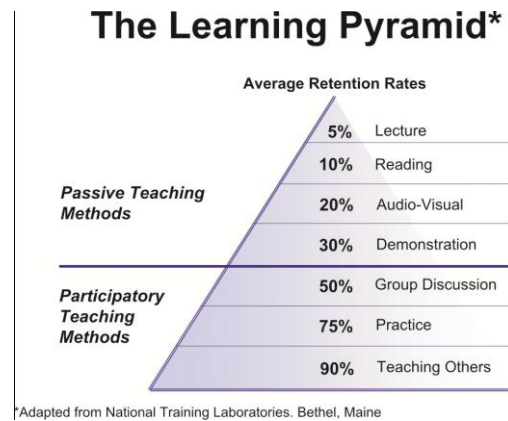 The Learning Pyramid*
Average Retention Rates
5% Lecture
10% Reading
20% Audio-Visual
30% Demonstration
Passive Teaching
Methods
50% Group Discussion
75% Practice
90% Teaching Others
Participatory
Teaching
Methods
*Adapted from National Training Laboratories. Bethel, Maine